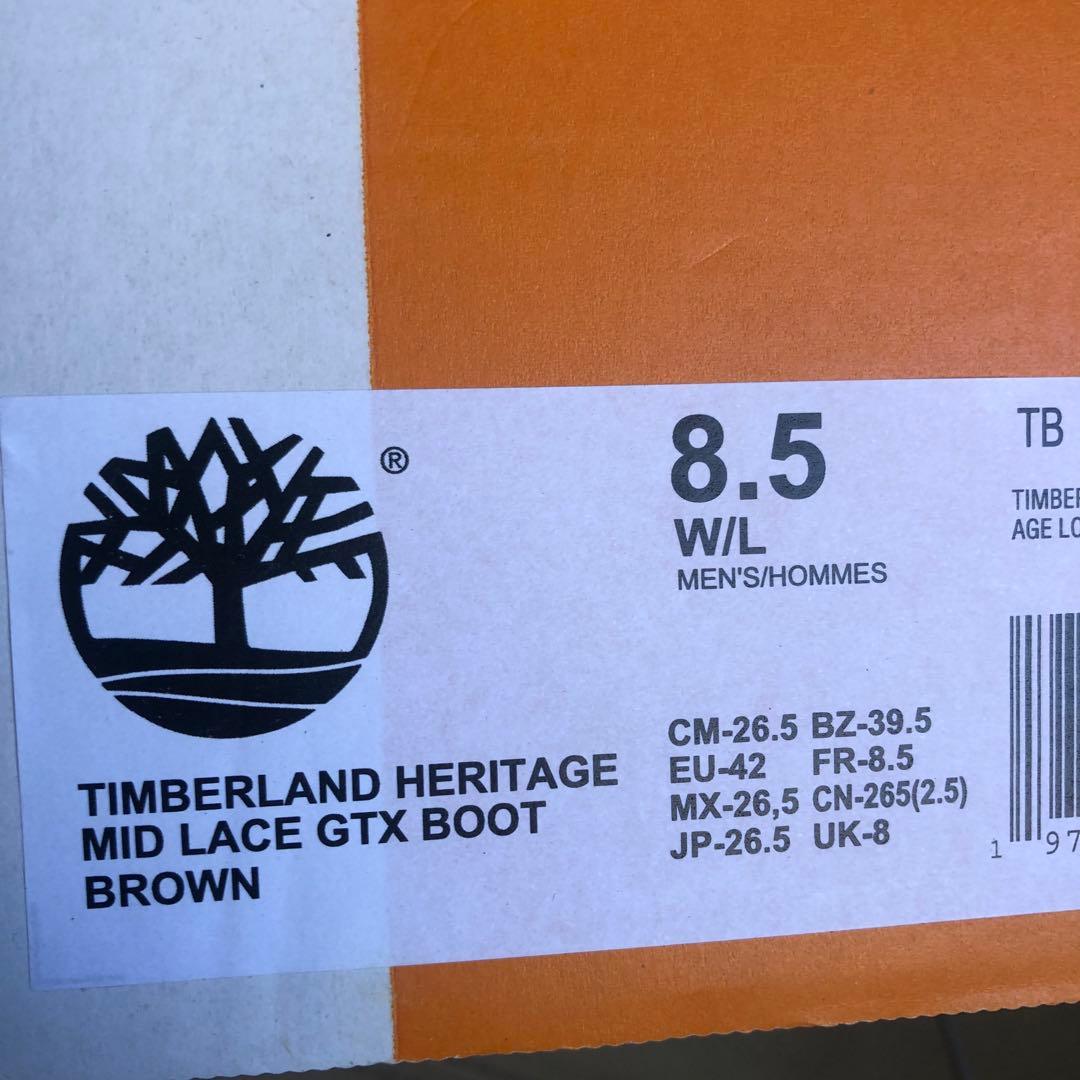 ®
8.5
W/L
MEN'S/HOMMES
TIMBERLAND HERITAGE
MID LACE GTX BOOT
BROWN
CM-26.5 BZ-39.5
EU-42 FR-8.5
MX-26,5 CN-265(2.5)
JP-26.5 UK-8
TB
AGE
1 97